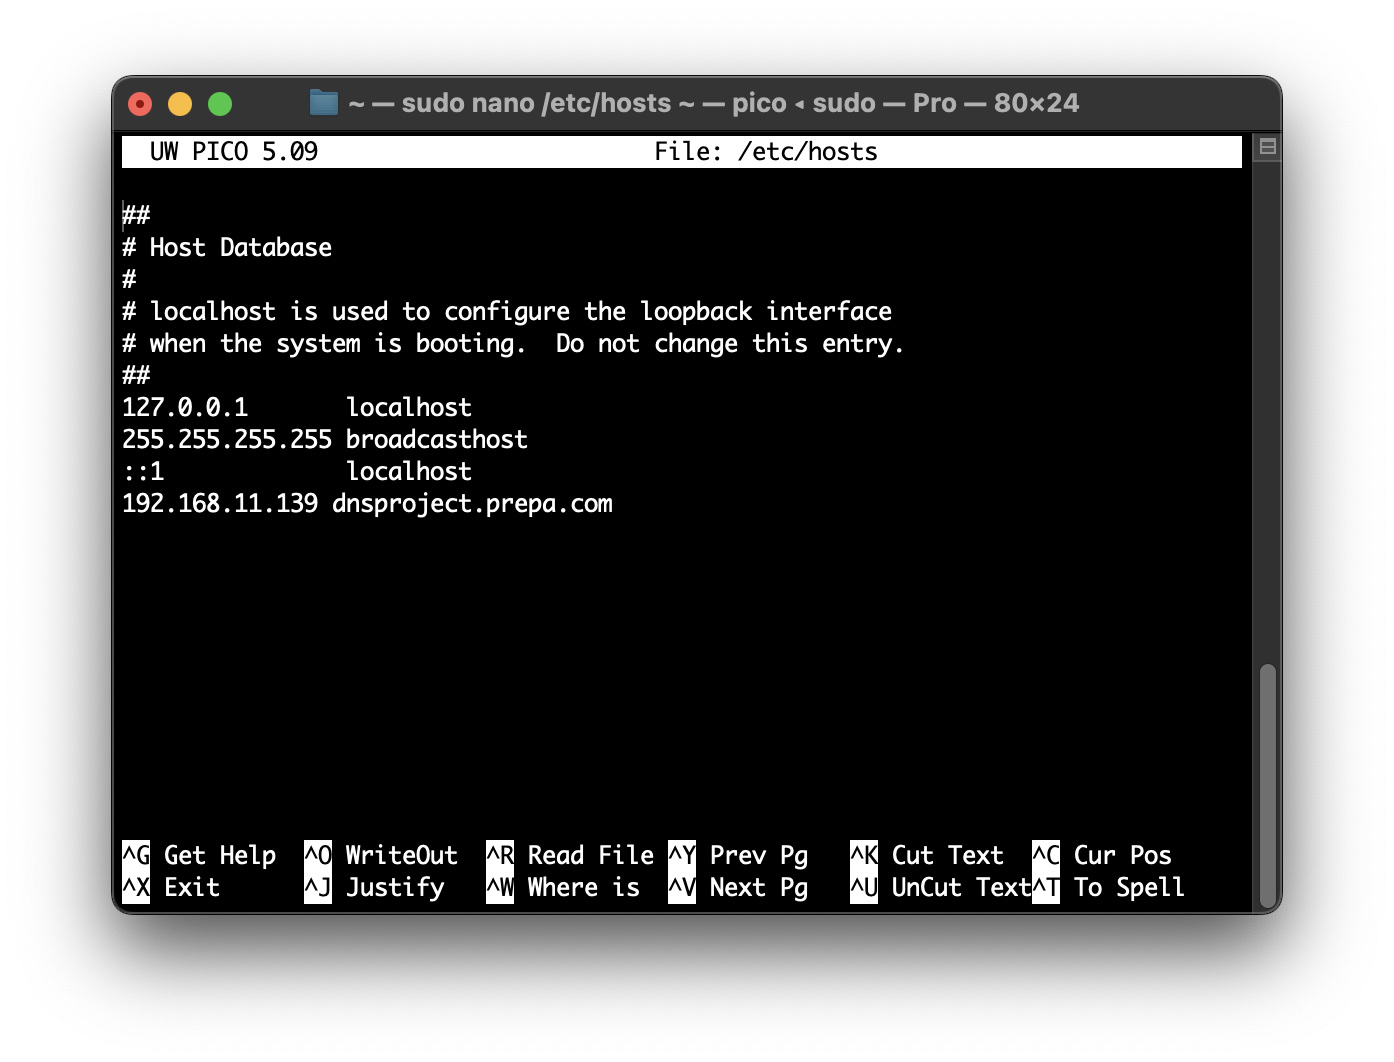 ~ — sudo nano /etc/hosts ~ — pico ◂ sudo — Pro — 80×24
UW PICO 5.09 File: /etc/hosts
##
# Host Database
#
# localhost is used to configure the loopback interface
# when the system is booting.  Do not change this entry.
##
127.0.0.1       localhost
255.255.255.255 broadcasthost
::1             localhost
192.168.11.139 dnsproject.prepa.com
^G Get Help  ^O WriteOut  ^R Read File ^Y Prev Pg   ^K Cut Text  ^C Cur Pos
^X Exit      ^J Justify   ^W Where is  ^V Next Pg   ^U UnCut Text^T To Spell